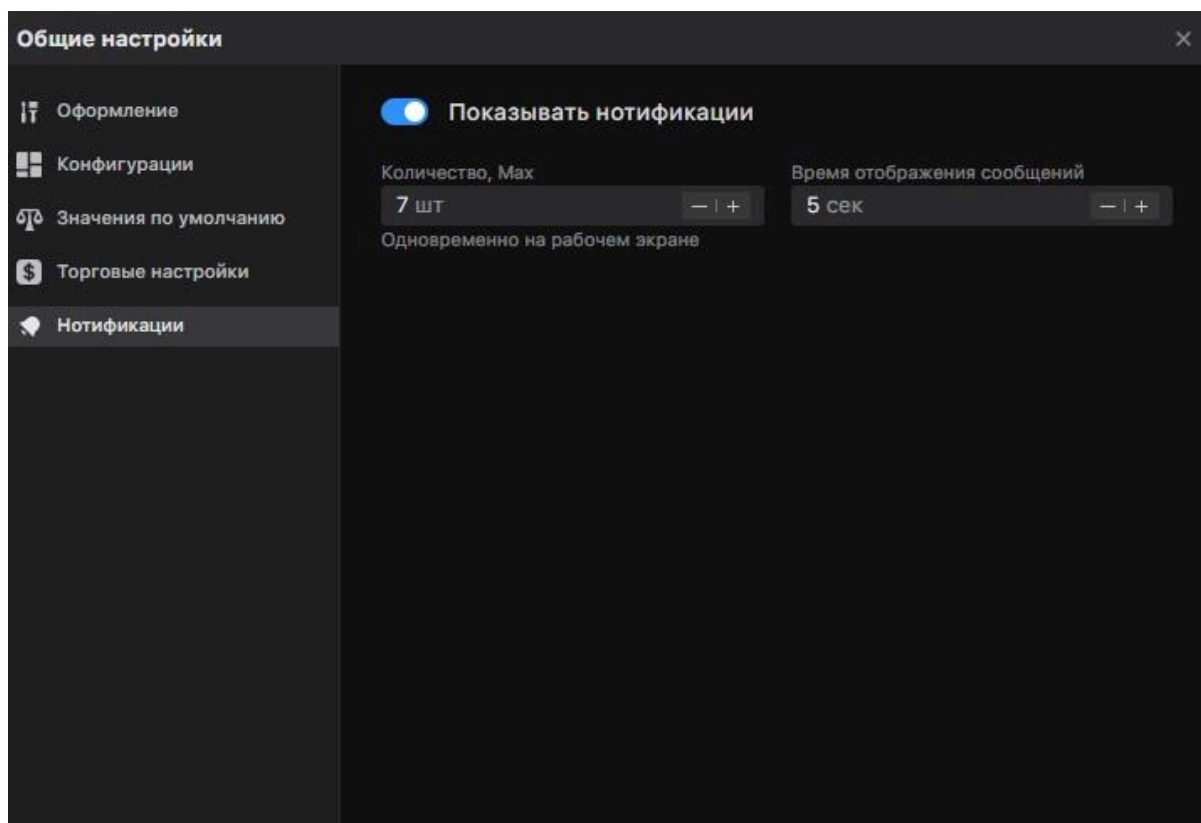 Общие настройки
Оформление
Конфигурации
Значения по умолчанию
Торговые настройки
Нотификации
Показывать нотификации
Количество, Max
7 шт
Одновременно на рабочем экране
Время отображения сообщений
5 сек